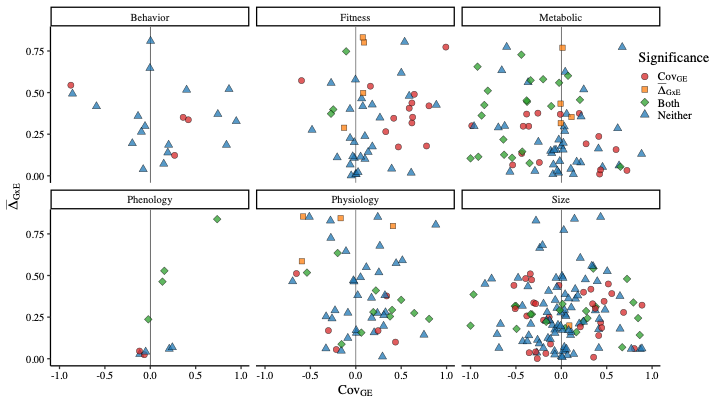 Behavior
Fitness
Metabolic
0.75
0.50
0.25
0.00
Phenology
Physiology
Size
0.75
0.50
0.25
0.00
-1.0 -0.5 0.0 0.5 1.0
-1.0 -0.5 0.0 0.5 1.0
-1.0 -0.5 0.0 0.5 1.0
Δ̅GxE
CovGE
Significance
CovGE
Δ̅GxE
Both
Neither